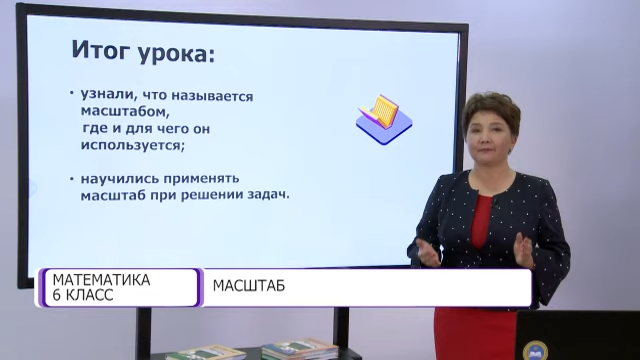 Итог урока:
• узнали, что называется
масштабом,
где и для чего он
используется;
• научились применять
масштаб при решении задач.
МАТЕМАТИКА
6 КЛАСС
МАСШТАБ